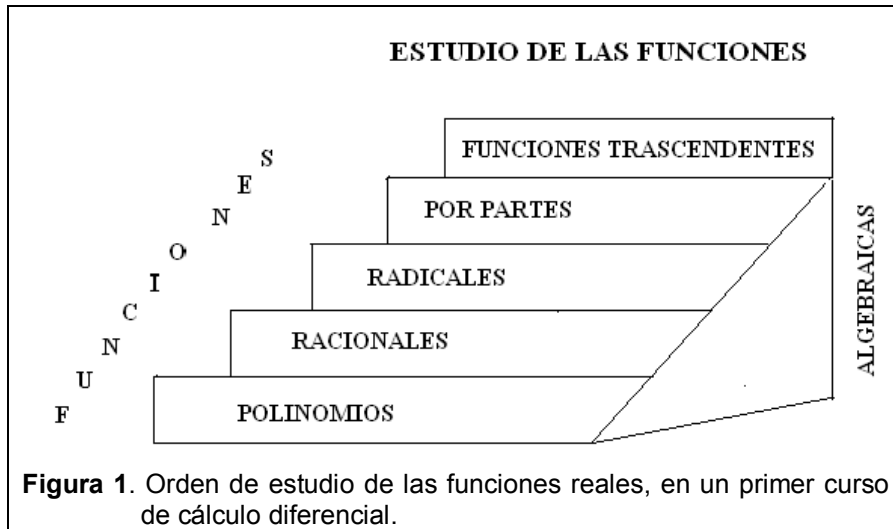 ESTUDIO DE LAS FUNCIONES
FUNCIONES
FUNCIONES TRASCENDENTES
POR PARTES
RADICALES
RACIONALES
POLINOMIOS
ALGEBRAICAS
Figura 1. Orden de estudio de las funciones reales, en un primer curso
de cálculo diferencial.